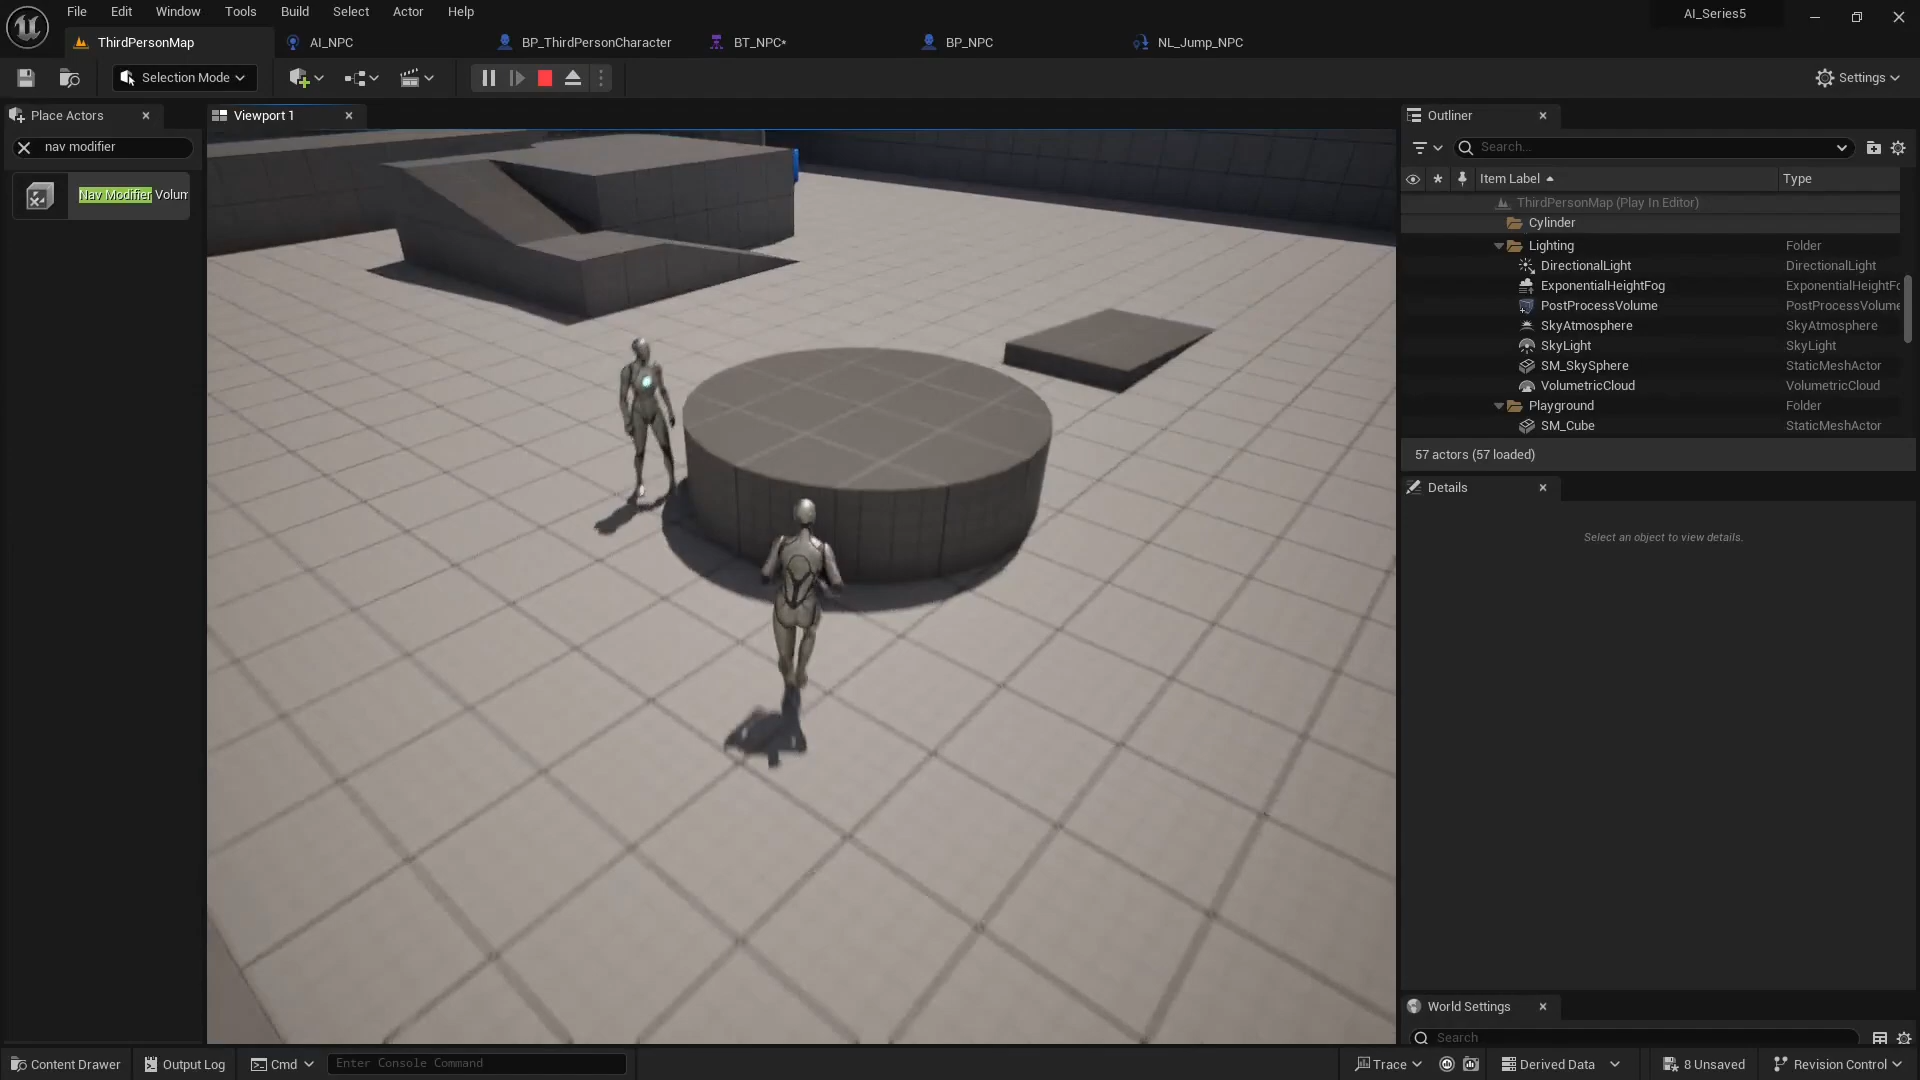 File Edit Window Tools Build Select Actor Help
AI_Series5
ThirdPersonMap
AI_NPC
BP_ThirdPersonCharacter
BT_NPC*
BP_NPC
NL_Jump_NPC
Selection Mode
Settings
Place Actors
nav modifier
Nav Modifier Volum
Viewport 1
Outliner
Search...
Item Label Type
ThirdPersonMap (Play In Editor)
Cylinder
Lighting Folder
DirectionalLight DirectionalLight
ExponentialHeightFog ExponentialHeightFo
PostProcessVolume PostProcessVolume
SkyAtmosphere SkyAtmosphere
SkyLight SkyLight
SM_SkySphere StaticMeshActor
VolumetricCloud VolumetricCloud
Playground Folder
SM_Cube StaticMeshActor
57 actors (57 loaded)
Details
Select an object to view details.
World Settings
Search
Content Drawer Output Log Cmd Enter Console Command Trace Derived Data 8 Unsaved Revision Control